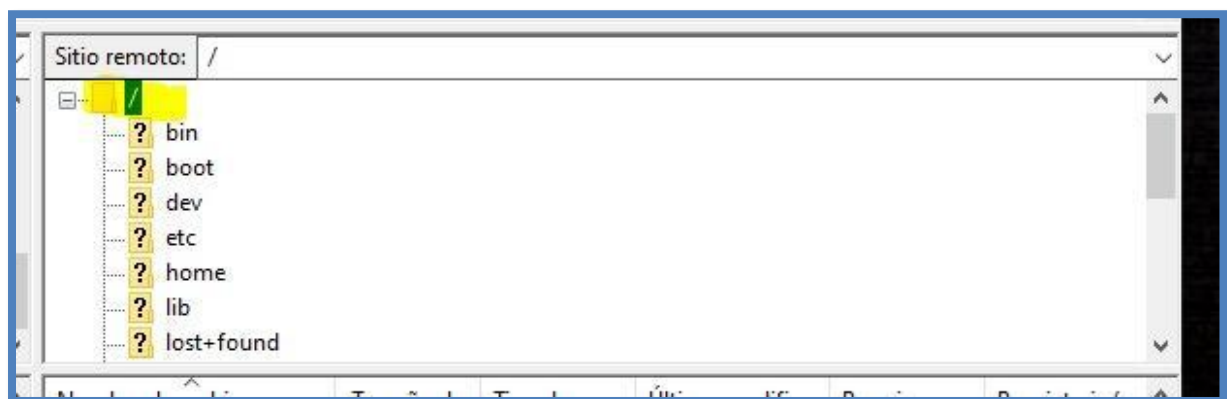 Sitio remoto: /
/
? bin
? boot
? dev
? etc
? home
? lib
? lost+found